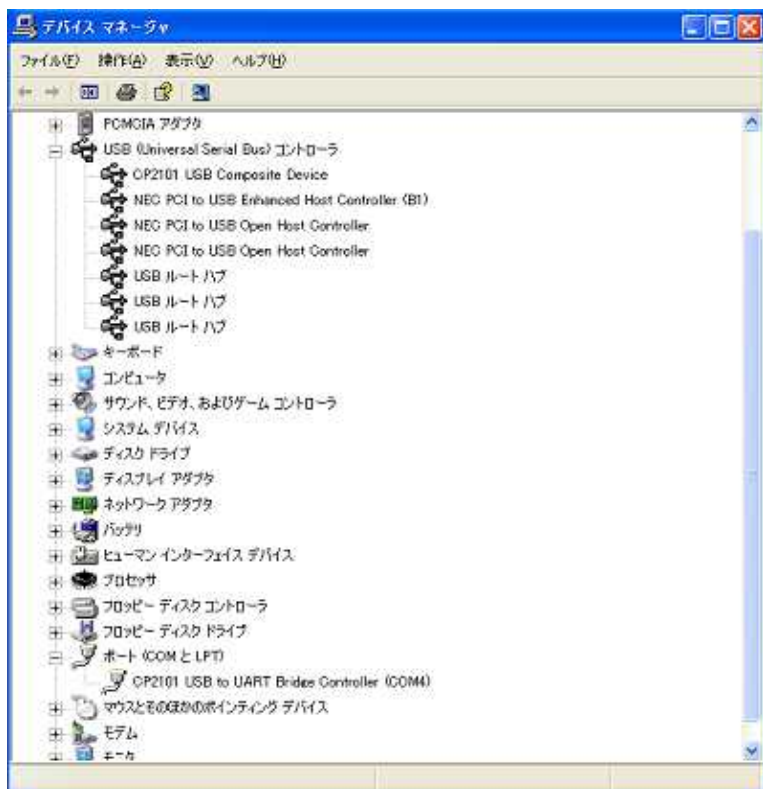 デバイス マネージャ
ファイル(F) 操作(A) 表示(V) ヘルプ(H)
PCMCIA アダプタ
USB (Universal Serial Bus) コントローラ
CP2101 USB Composite Device
NEC PCI to USB Enhanced Host Controller (B1)
NEC PCI to USB Open Host Controller
NEC PCI to USB Open Host Controller
USB ルート ハブ
USB ルート ハブ
USB ルート ハブ
キーボード
コンピュータ
サウンド、ビデオ、およびゲーム コントローラ
システム デバイス
ディスク ドライブ
ディスプレイ アダプタ
ネットワーク アダプタ
バッテリ
ヒューマン インターフェイス デバイス
プロセッサ
フロッピー ディスク コントローラ
フロッピー ディスク ドライブ
ポート (COM と LPT)
CP2101 USB to UART Bridge Controller (COM4)
マウスとそのほかのポインティング デバイス
モデム
モニタ